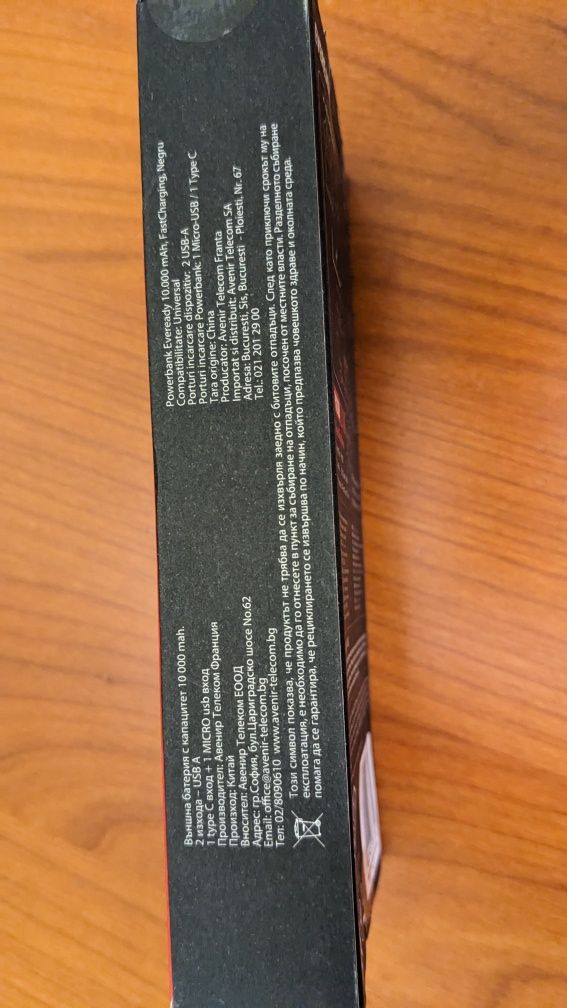 Външна батерия с капацитет 10 000 mah.
2 изхода – USB A
1 type C вход + 1 MICRO usb вход
Производител: Авенир Телеком Франция
Произход: Китай
Вносител: Авенир Телеком ЕООД
Адрес: гр.София, бул.Цариградско шосе No.62
Email: office@avenir-telecom.bg
Тел: 02/8090610 www.avenir-telecom.bg
Powerbank Eveready 10.000 mAh, FastCharging, Negru
Compatibilitate: Universal
Porturi incarcare dispozitiv: 2 USB-A
Porturi incarcare Powerbank: 1 Micro-USB / 1 Type C
Tara origine: China
Producator: Avenir Telecom Franta
Importat si distribuit: Avenir Telecom SA
Adresa: Bucuresti, Sis, Bucuresti - Ploiesti, Nr. 67
Tel.: 021 201 29 00
Този символ показва, че продуктът не трябва да се изхвърля заедно с битовите отпадъци. След като приключи срокът му на
експлоатация, е необходимо да го отнесете в пункт за събиране на отпадъци, посочен от местните власти. Разделното събиране
помага да се гарантира, че рециклирането се извършва по начин, който предпазва човешкото здраве и околната среда.